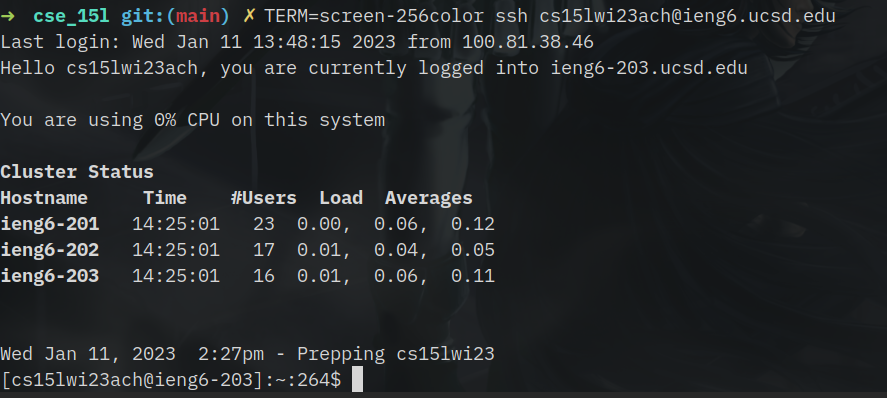 ➜  cse_15l git:(main) ✗ TERM=screen-256color ssh cs15lwi23ach@ieng6.ucsd.edu
Last login: Wed Jan 11 13:48:15 2023 from 100.81.38.46
Hello cs15lwi23ach, you are currently logged into ieng6-203.ucsd.edu

You are using 0% CPU on this system

Cluster Status
Hostname     Time    #Users  Load  Averages
ieng6-201   14:25:01   23  0.00,  0.06,  0.12
ieng6-202   14:25:01   17  0.01,  0.04,  0.05
ieng6-203   14:25:01   16  0.01,  0.06,  0.11

Wed Jan 11, 2023  2:27pm - Prepping cs15lwi23
[cs15lwi23ach@ieng6-203]:~:264$